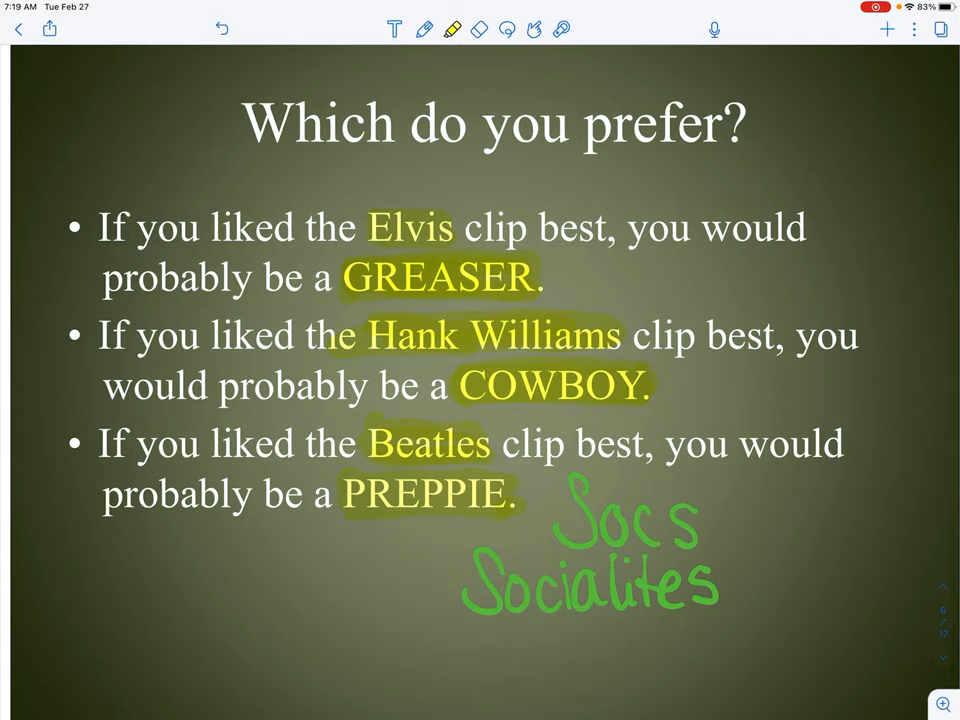 7:19 AM Tue Feb 27
83%
Which do you prefer?
• If you liked the Elvis clip best, you would
probably be a GREASER.
• If you liked the Hank Williams clip best, you
would probably be a COWBOY.
• If you liked the Beatles clip best, you would
probably be a PREPPIE.
Socs
Socialites
6
/
17